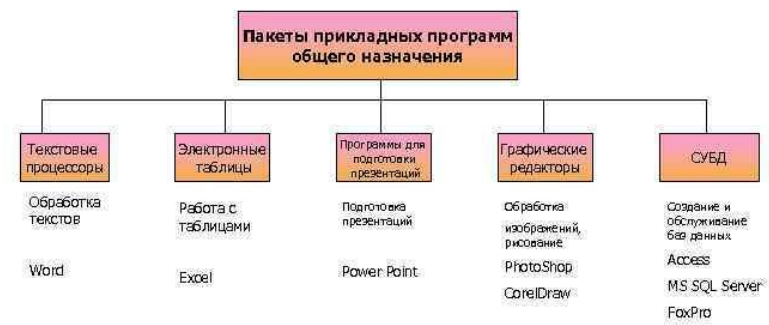 Пакеты прикладных программ
общего назначения
Текстовые
процессоры
Электронные
таблицы
Программы для
подготовки
презентаций
Графические
редакторы
СУБД
Обработка
текстов
Word
Работа с
таблицами
Excel
Подготовка
презентаций
Power Point
Обработка
изображений,
рисование
PhotoShop
CorelDraw
Создание и
обслуживание
баз данных
Access
MS SQL Server
FoxPro